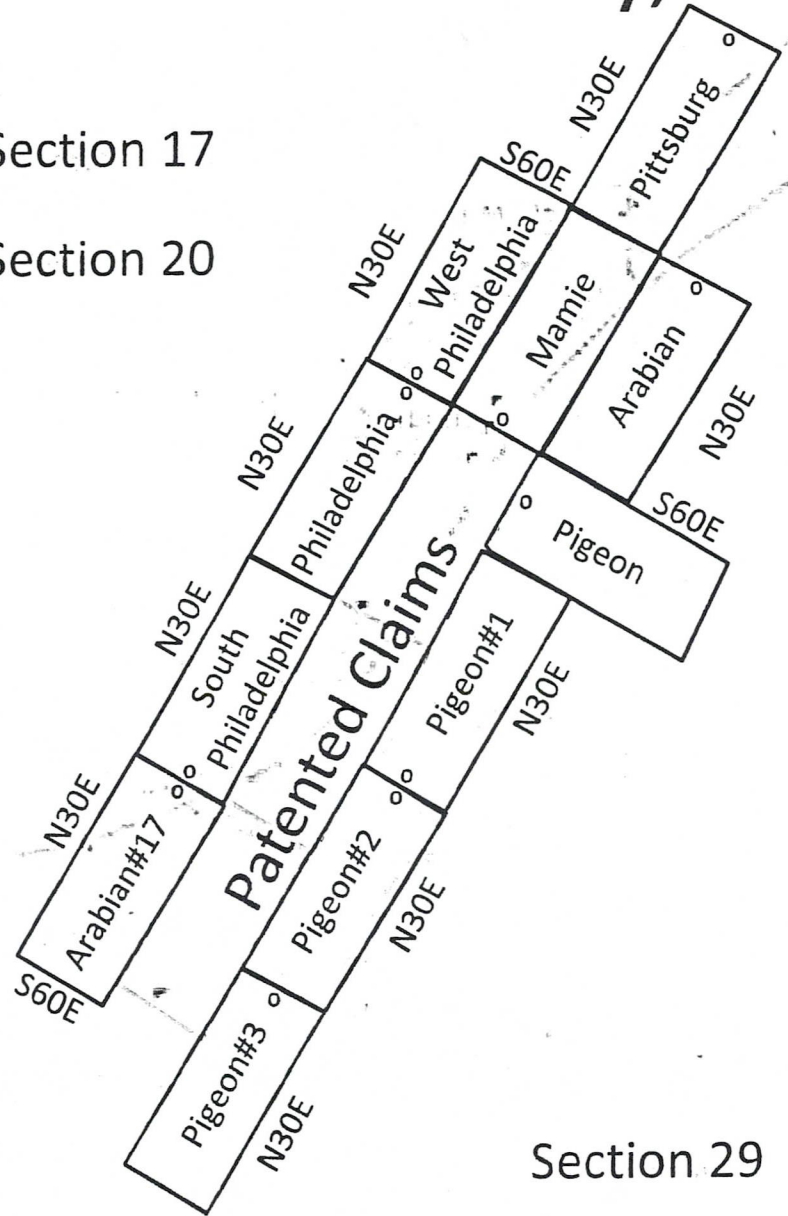 Section 17
Section 20
N30E
Pittsburg
S60E
N30E
West
Philadelphia
Mamie
Arabian
N30E
N30E
Philadelphia
S60E
Pigeon
N30E
South
Philadelphia
Patented Claims
Pigeon#1
N30E
N30E
Arabian#17
S60E
Pigeon#2
N30E
Pigeon#3
N30E
Section 29